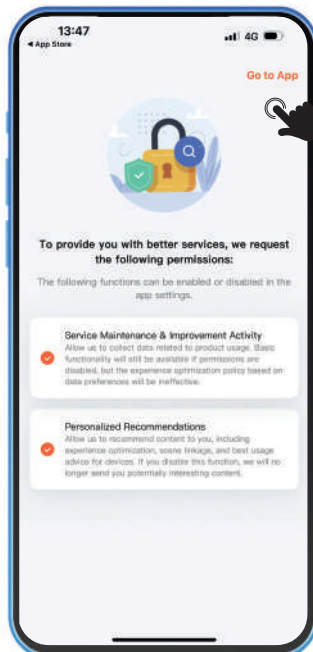 13:47
4G
◀ App Store
Go to App
To provide you with better services, we request
the following permissions:
The following functions can be enabled or disabled in the
app settings.
Service Maintenance & Improvement Activity
Allow us to collect data related to product usage. Basic
functionality will still be available if permissions are
disabled, but the experience optimization policy based on
data preferences will be ineffective.
Personalized Recommendations
Allow us to recommend content to you, including
experience optimization, scene linkage, and best usage
advice for devices. If you disable this function, we will no
longer send you potentially interesting content.